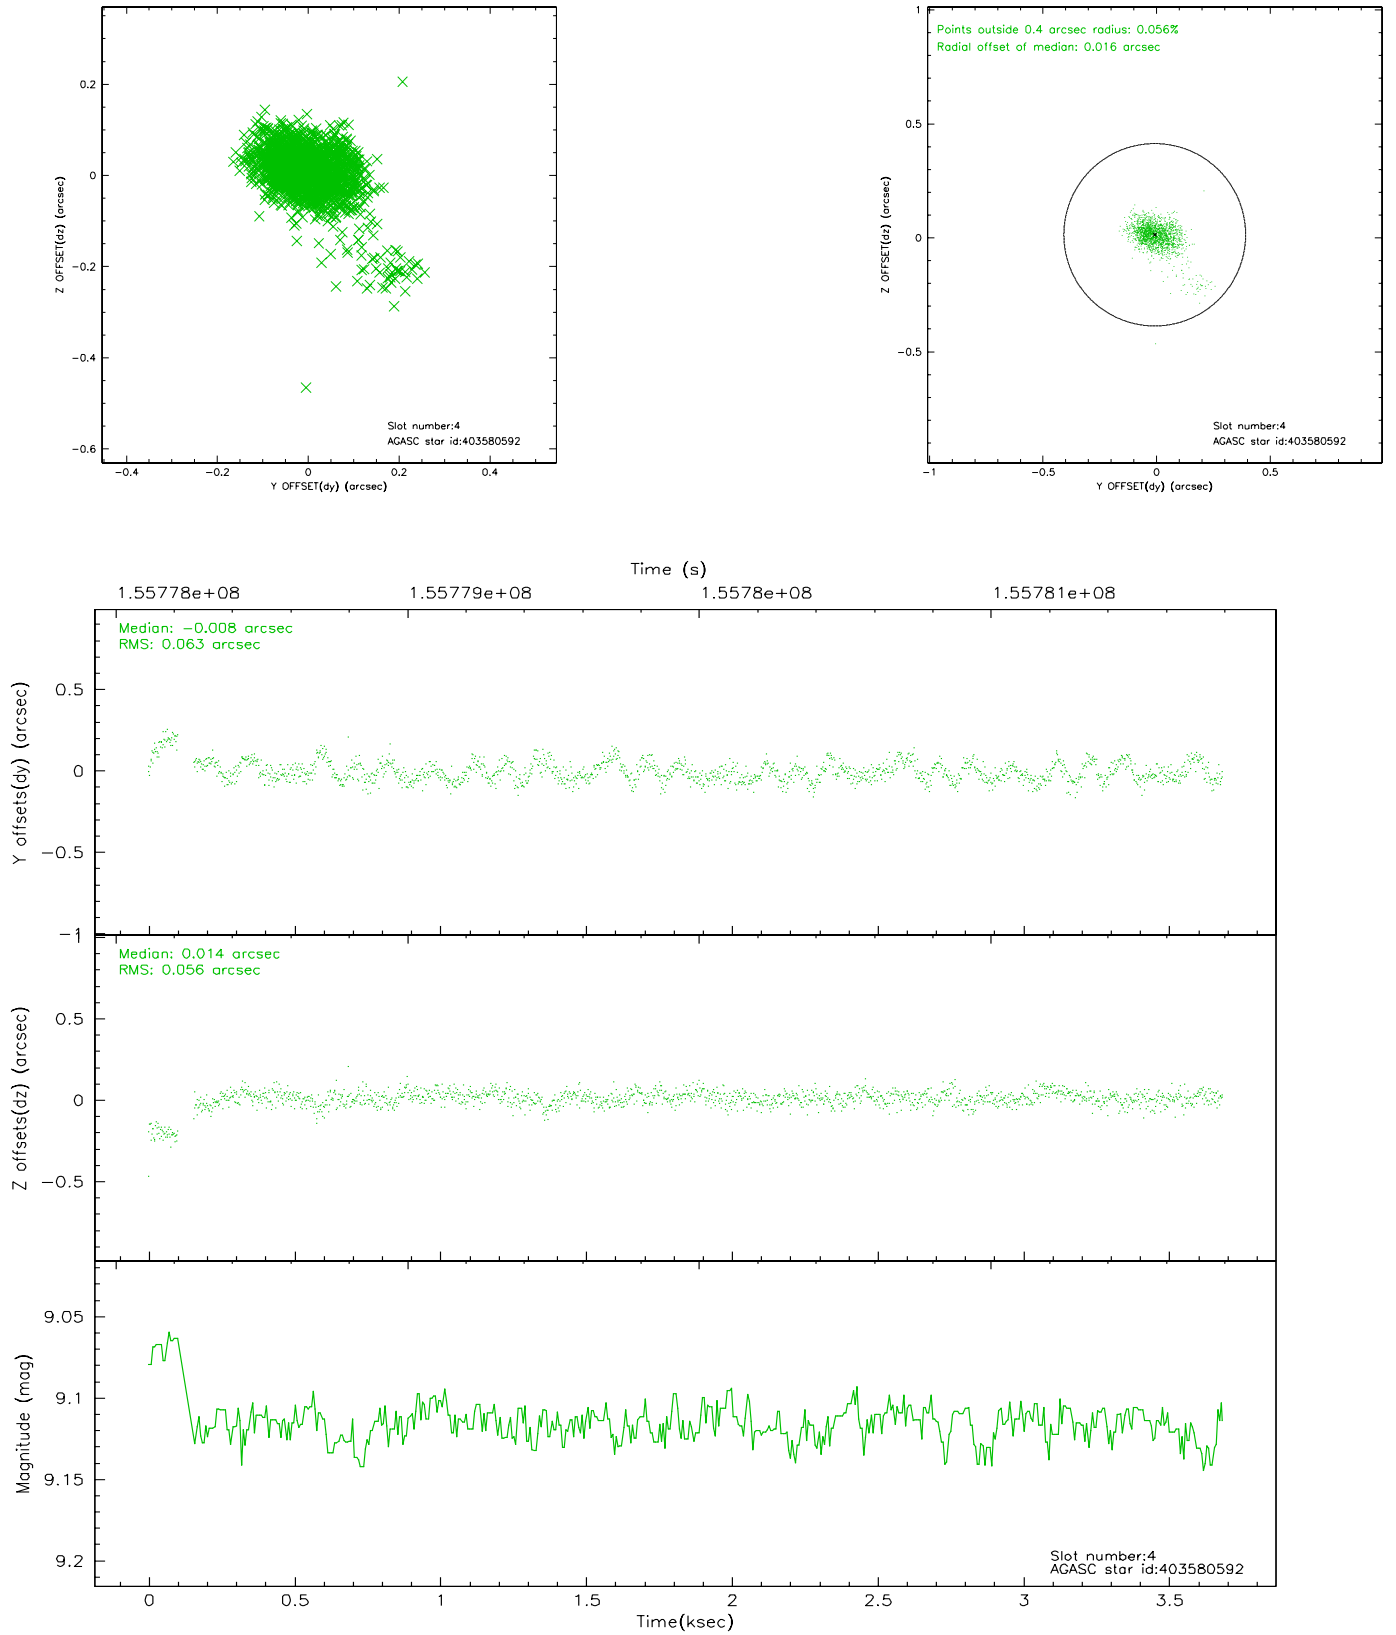 0.2
0
−0.2
−0.4
−0.6
Z OFFSET(dz) (arcsec)
−0.4
−0.2
0
0.2
0.4
Y OFFSET(dy) (arcsec)
Slot number:4
AGASC star id:403580592
Points outside 0.4 arcsec radius: 0.056%
Radial offset of median: 0.016 arcsec
1
0.5
0
−0.5
Z OFFSET(dz) (arcsec)
−1
−0.5
0
0.5
Y OFFSET(dy) (arcsec)
Slot number:4
AGASC star id:403580592
Time (s)
1.55778e+08
1.55779e+08
1.5578e+08
1.55781e+08
Median: −0.008 arcsec
RMS: 0.063 arcsec
0.5
0
−0.5
−1
Y offsets(dy) (arcsec)
Median: 0.014 arcsec
RMS: 0.056 arcsec
1
0.5
0
−0.5
Z offsets(dz) (arcsec)
9.05
9.1
9.15
9.2
Magnitude (mag)
Slot number:4
AGASC star id:403580592
0
0.5
1
1.5
2
2.5
3
3.5
Time(ksec)